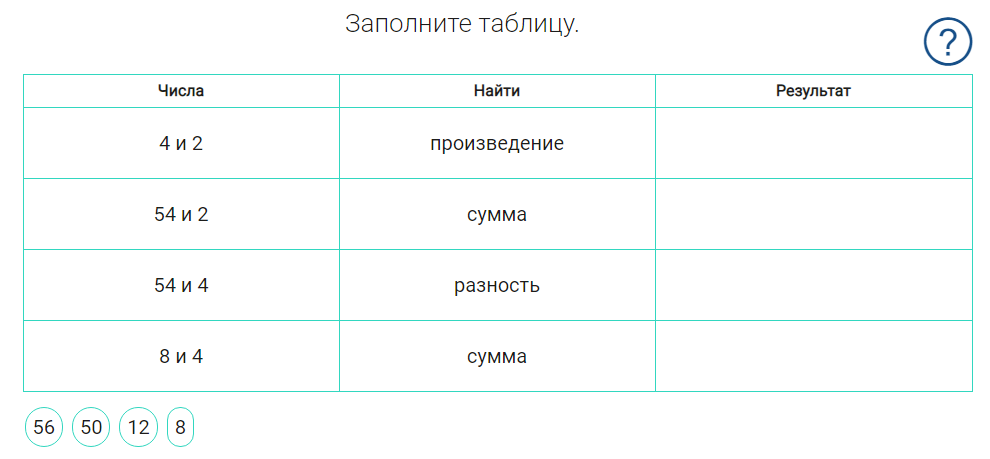 Заполните таблицу.
?
Числа Найти Результат
4 и 2 произведение
54 и 2 сумма
54 и 4 разность
8 и 4 сумма
56 50 12 8